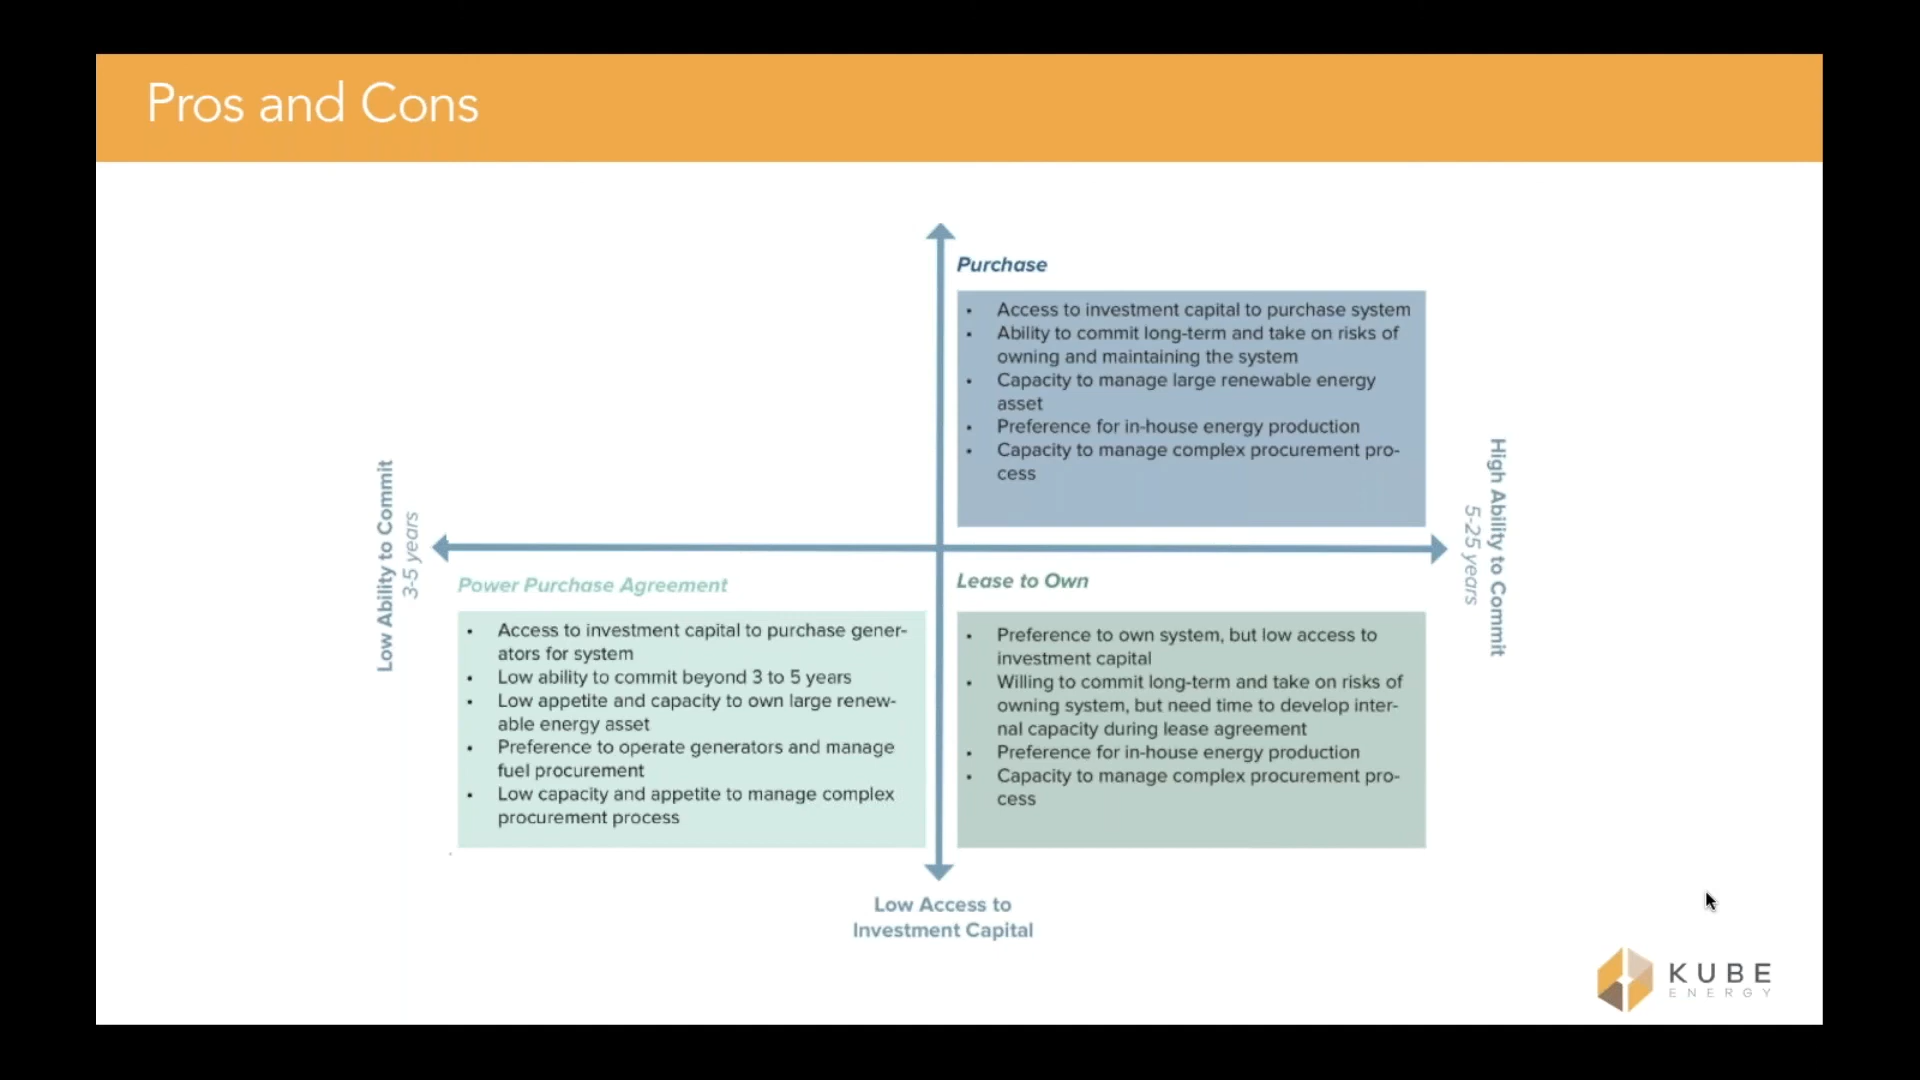 Pros and Cons
Purchase
• Access to investment capital to purchase system
• Ability to commit long-term and take on risks of
owning and maintaining the system
• Capacity to manage large renewable energy
asset
• Preference for in-house energy production
• Capacity to manage complex procurement pro-
cess
Low Ability to Commit
3-5 years
High Ability to Commit
5-25 years
Power Purchase Agreement
• Access to investment capital to purchase gener-
ators for system
• Low ability to commit beyond 3 to 5 years
• Low appetite and capacity to own large renew-
able energy asset
• Preference to operate generators and manage
fuel procurement
• Low capacity and appetite to manage complex
procurement process
Lease to Own
• Preference to own system, but low access to
investment capital
• Willing to commit long-term and take on risks of
owning system, but need time to develop inter-
nal capacity during lease agreement
• Preference for in-house energy production
• Capacity to manage complex procurement pro-
cess
Low Access to
Investment Capital
KUBE
ENERGY